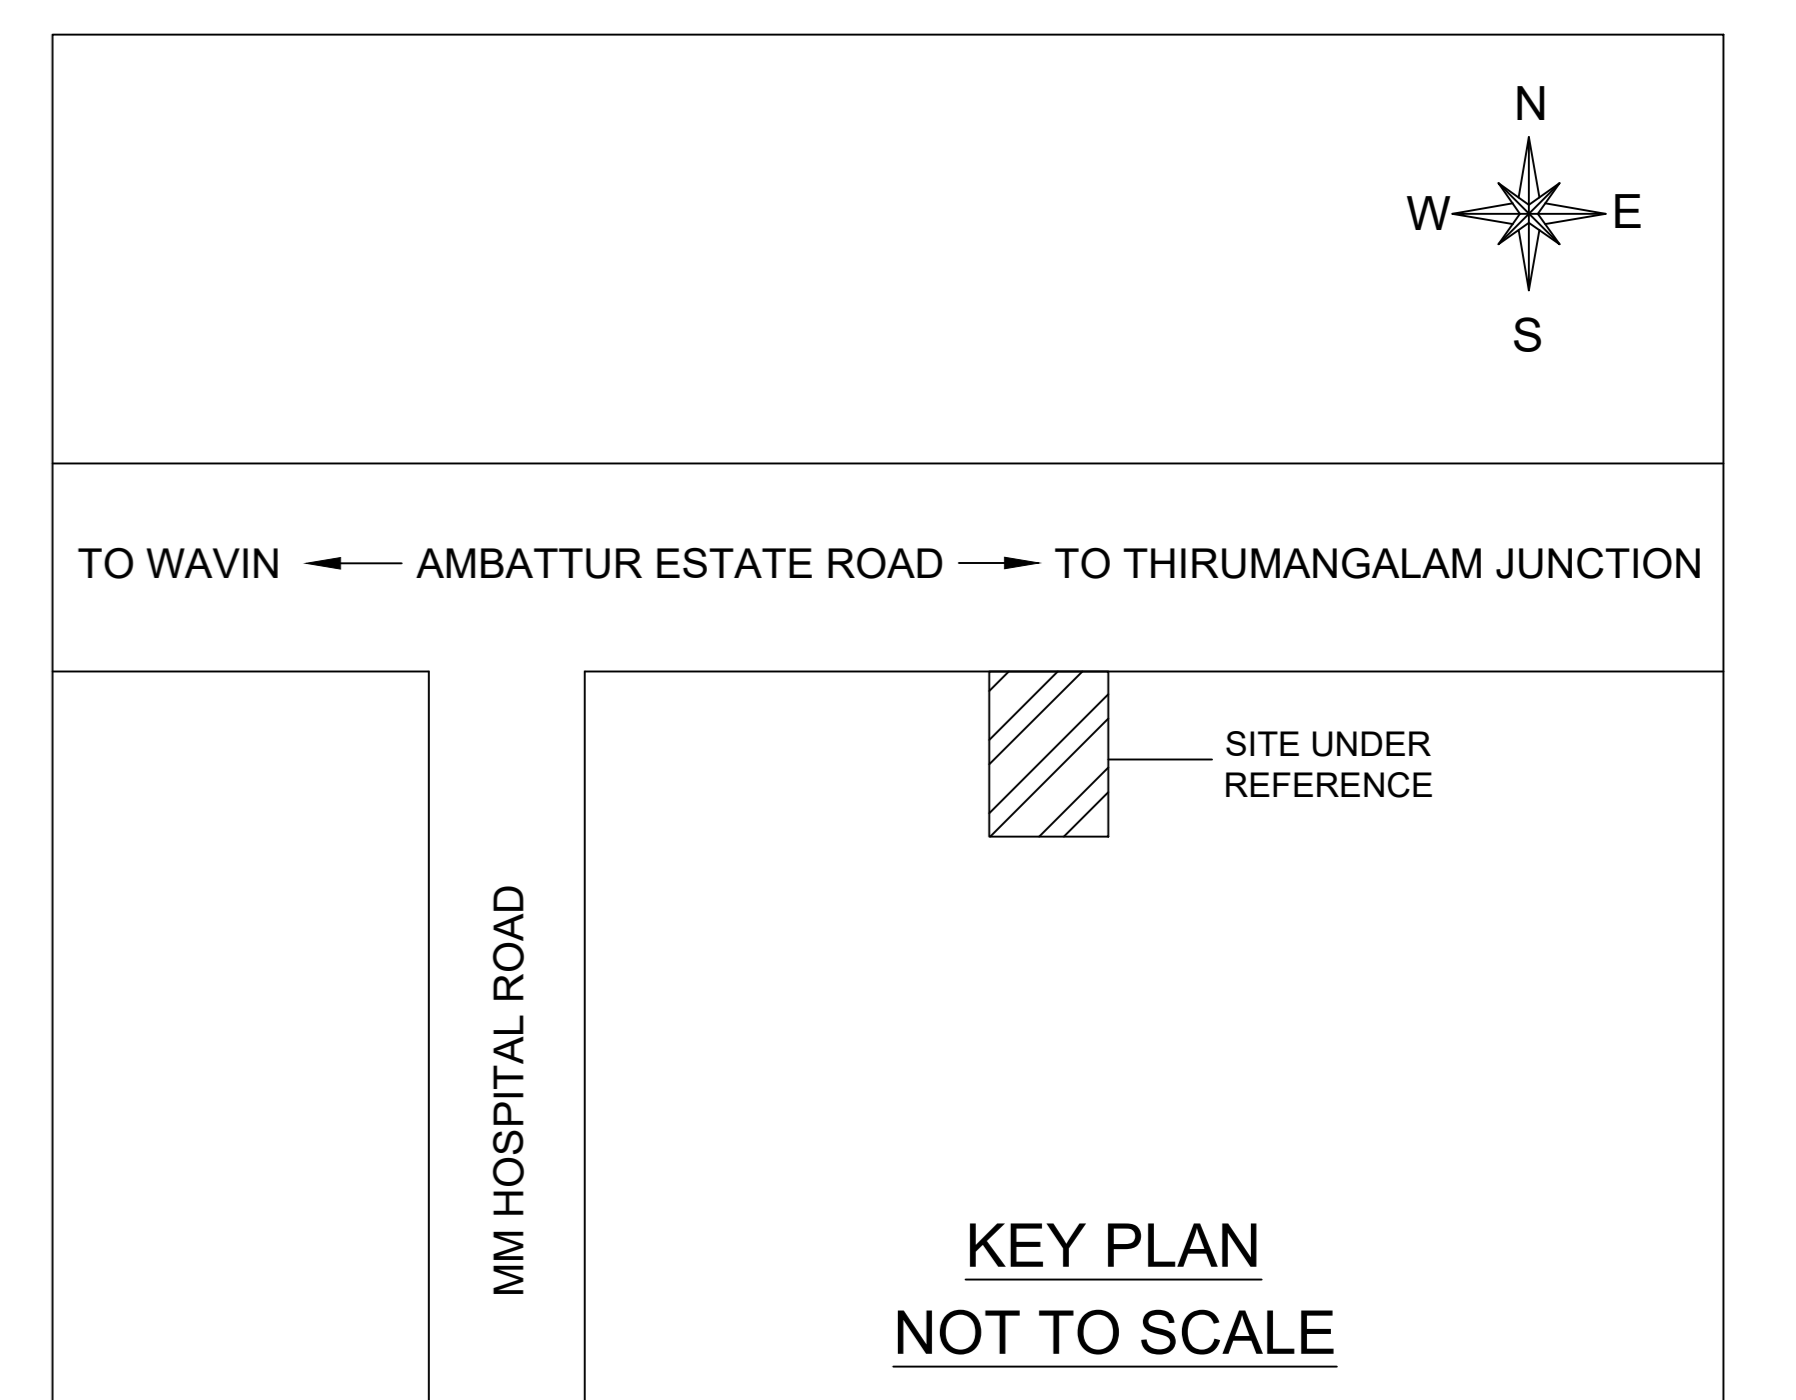 N
W E
S
TO WAVIN AMBATTUR ESTATE ROAD TO THIRUMANGALAM JUNCTION
SITE UNDER
REFERENCE
MM HOSPITAL ROAD
KEY PLAN
NOT TO SCALE